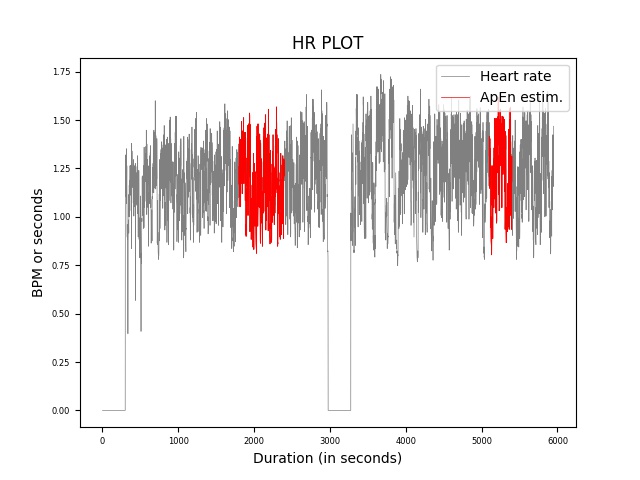 HR PLOT
Heart rate
ApEn estim.
BPM or seconds
1.75
1.50
1.25
1.00
0.75
0.50
0.25
0.00
0 1000 2000 3000 4000 5000 6000
Duration (in seconds)